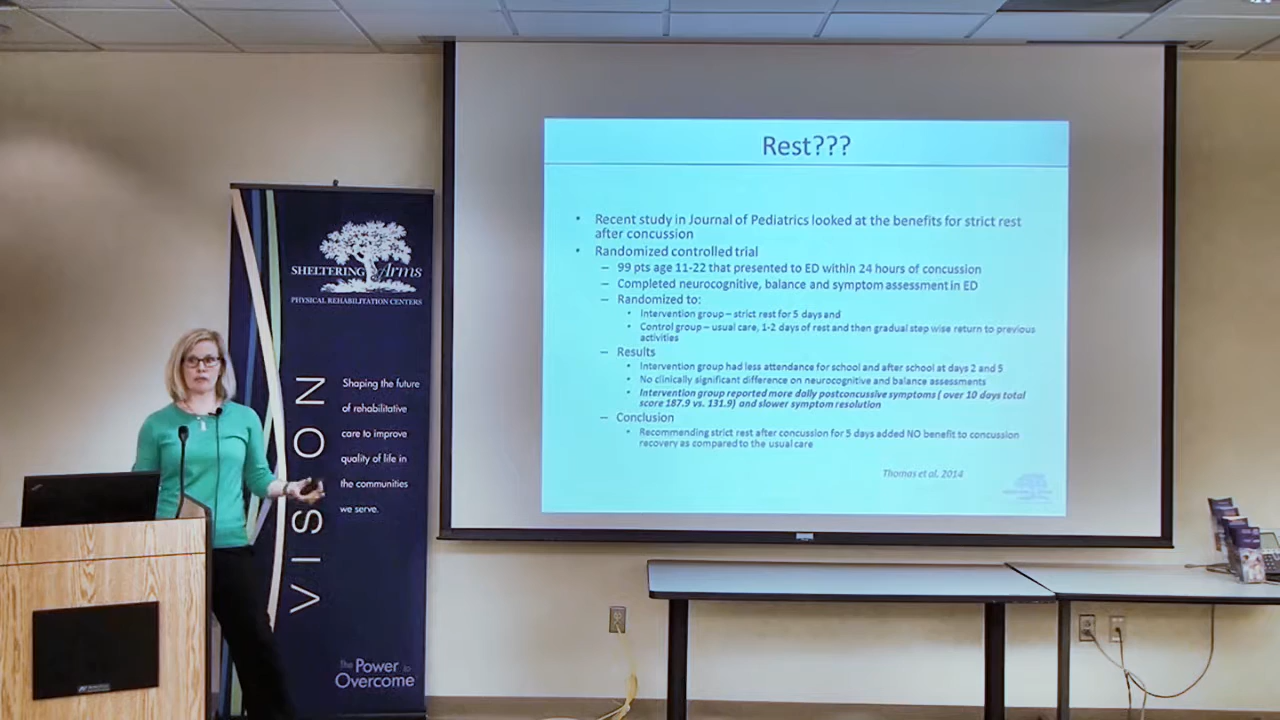 Rest???
• Recent study in Journal of Pediatrics looked at the benefits for strict rest
after concussion
• Randomized controlled trial
– 99 pts age 11-22 that presented to ED within 24 hours of concussion
– Completed neurocognitive, balance and symptom assessment in ED
– Randomized to:
• Intervention group – strict rest for 5 days and
• Control group – usual care, 1-2 days of rest and then gradual step wise return to previous
activities
– Results
• Intervention group had less attendance for school and after school at days 2 and 5
• No clinically significant difference on neurocognitive and balance assessments
• Intervention group reported more daily postconcussive symptoms ( over 10 days total
score 187.9 vs. 131.9) and slower symptom resolution
– Conclusion
• Recommending strict rest after concussion for 5 days added NO benefit to concussion
recovery as compared to the usual care
Thomas et al. 2014
SHELTERING Arms
PHYSICAL REHABILITATION CENTERS
VISION
Shaping the future
of rehabilitative
care to improve
quality of life in
the communities
we serve.
The Power to
Overcome